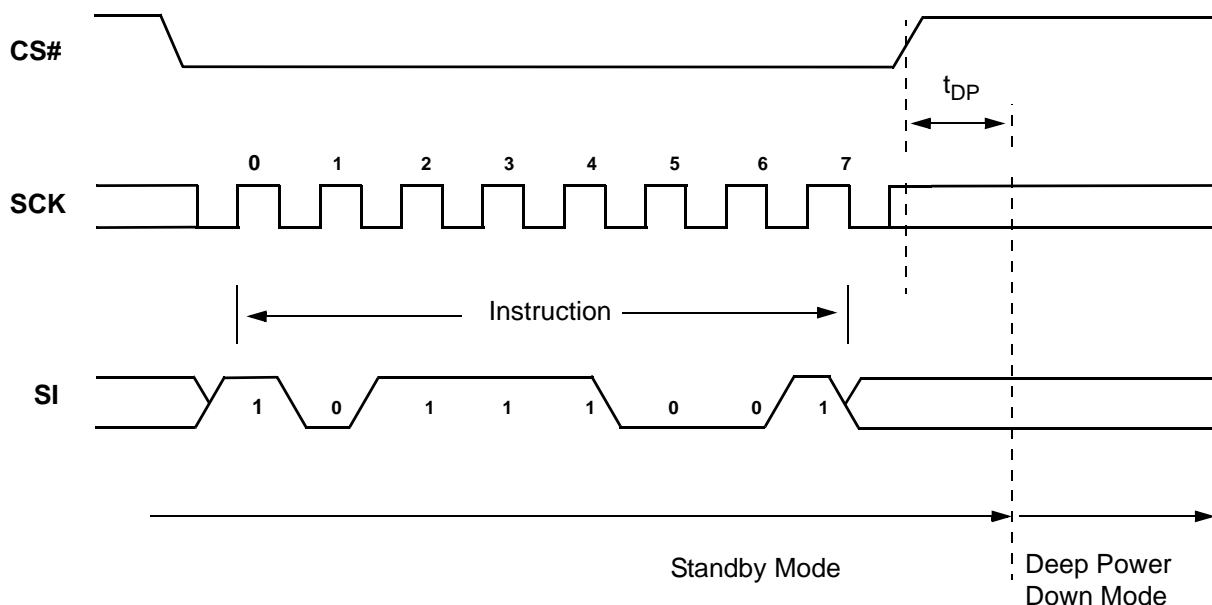 CS#
tDP
0 1 2 3 4 5 6 7
SCK
Instruction
SI
1 0 1 1 1 0 0 1
Standby Mode
Deep Power
Down Mode